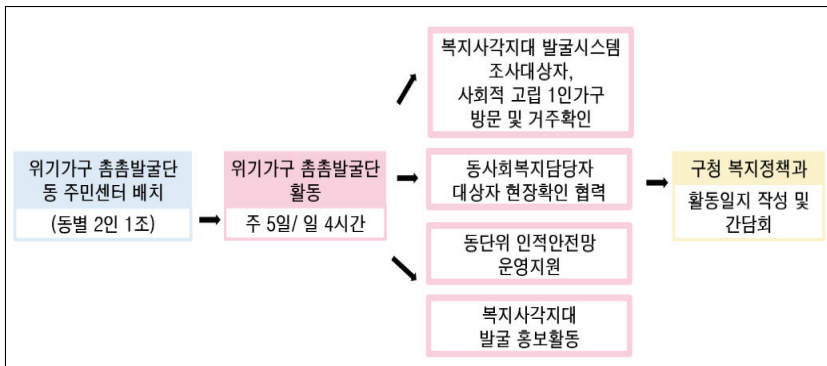 위기가구 촘촘발굴단
동 주민센터 배치
(동별 2인 1조)
위기가구 촘촘발굴단
활동
주 5일/ 일 4시간
복지사각지대 발굴시스템
조사대상자,
사회적 고립 1인가구
방문 및 거주확인
동사회복지담당자
대상자 현장확인 협력
동단위 인적안전망
운영지원
복지사각지대
발굴 홍보활동
구청 복지정책과
활동일지 작성 및
간담회